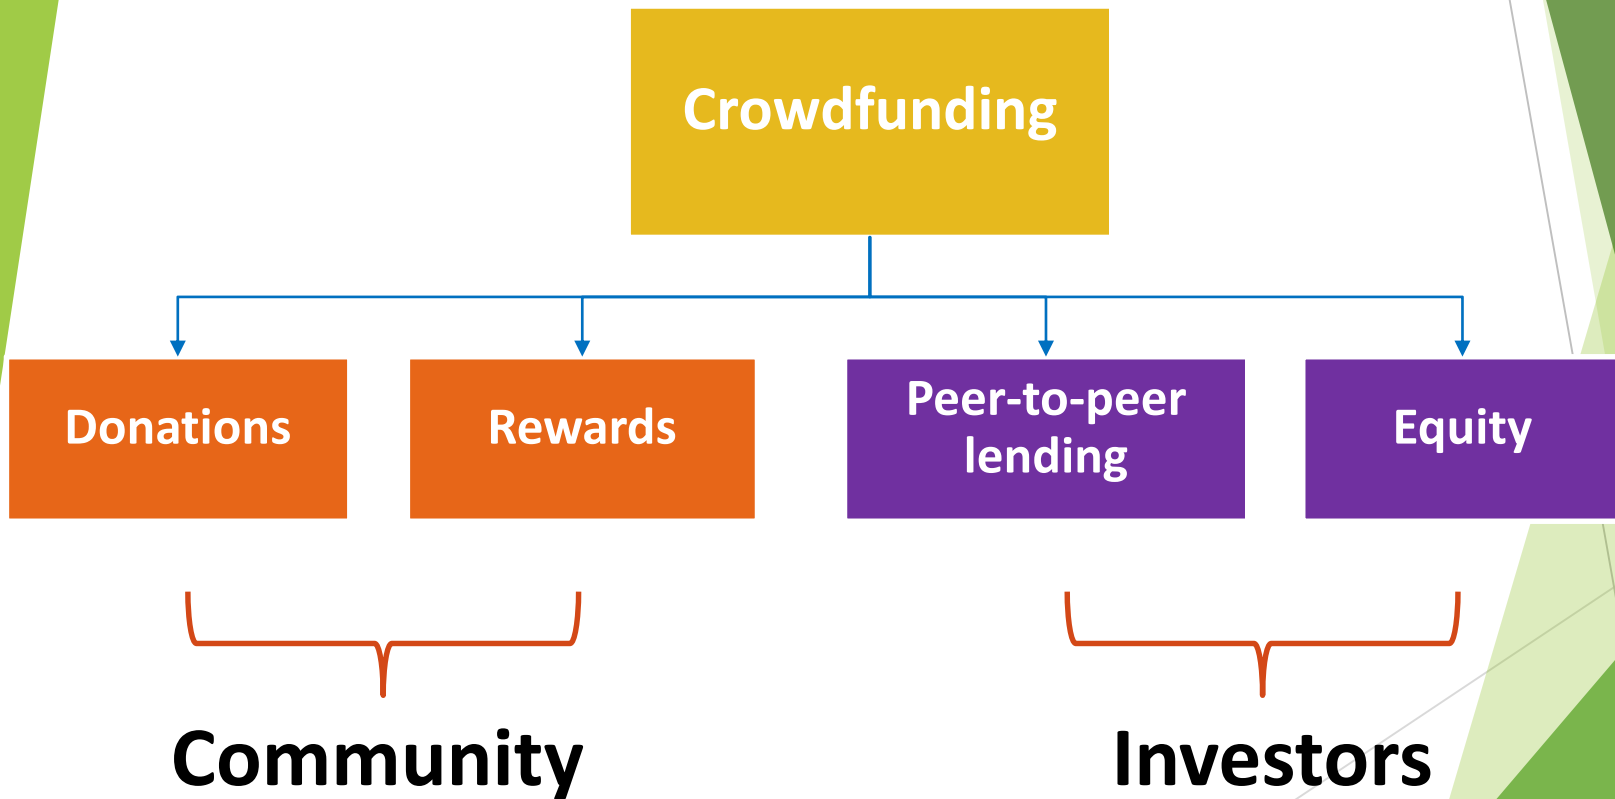 Crowdfunding
Donations
Rewards
Peer-to-peer
lending
Equity
Community
Investors